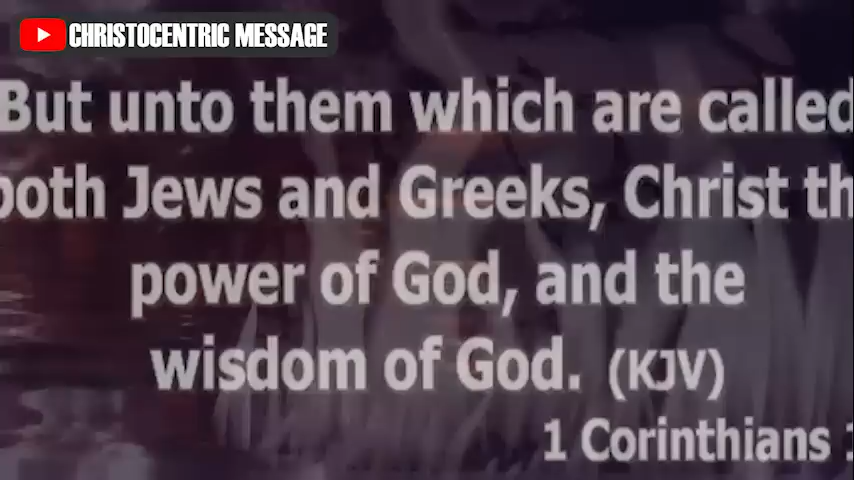 CHRISTOCENTRIC MESSAGE
But unto them which are called
both Jews and Greeks, Christ th
power of God, and the
wisdom of God. (KJV)
1 Corinthians 1